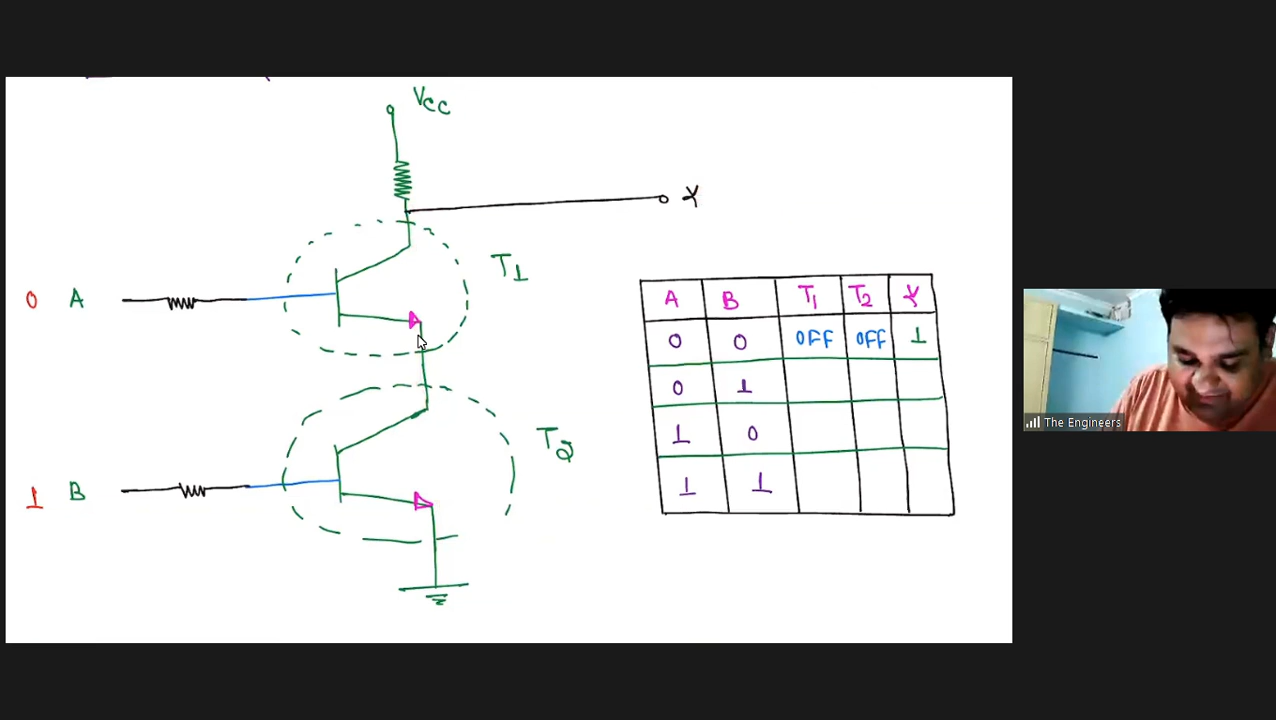 VCC
Y
T1
0 A
T2
1 B
A B T1 T2 Y
0 0 OFF OFF 1
0 1
1 0
1 1
The Engineers